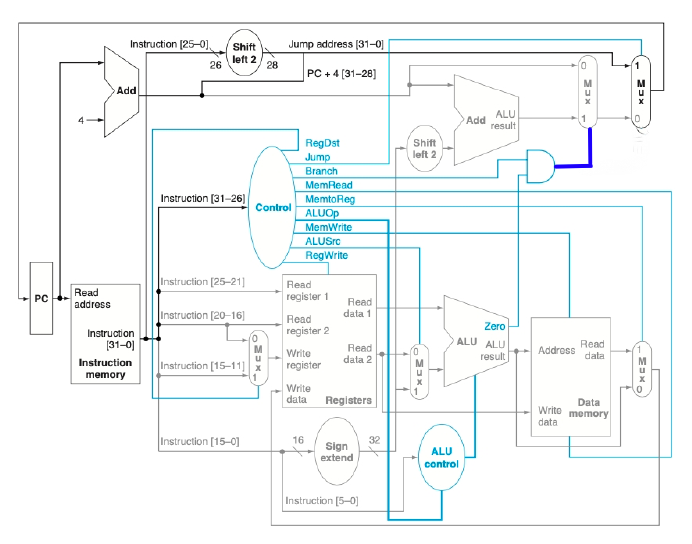 Instruction [25–0]
26
Shift
left 2
28
Jump address [31–0]
PC + 4 [31–28]
Add
4
0
M
u
x
1
1
M
u
x
0
Add
ALU
result
Shift
left 2
RegDst
Jump
Branch
MemRead
MemtoReg
ALUOp
MemWrite
ALUSrc
RegWrite
Control
Instruction [31–26]
PC
Read
address
Instruction
[31–0]
Instruction
memory
Instruction [25–21]
Instruction [20–16]
Instruction [15–11]
0
M
u
x
1
Read
register 1
Read
register 2
Write
register
Write
data
Read
data 1
Read
data 2
Registers
0
M
u
x
1
Zero
ALU
ALU
result
Address
Read
data
Write
data
Data
memory
1
M
u
x
0
Instruction [15–0]
16
Sign
extend
32
ALU
control
Instruction [5–0]